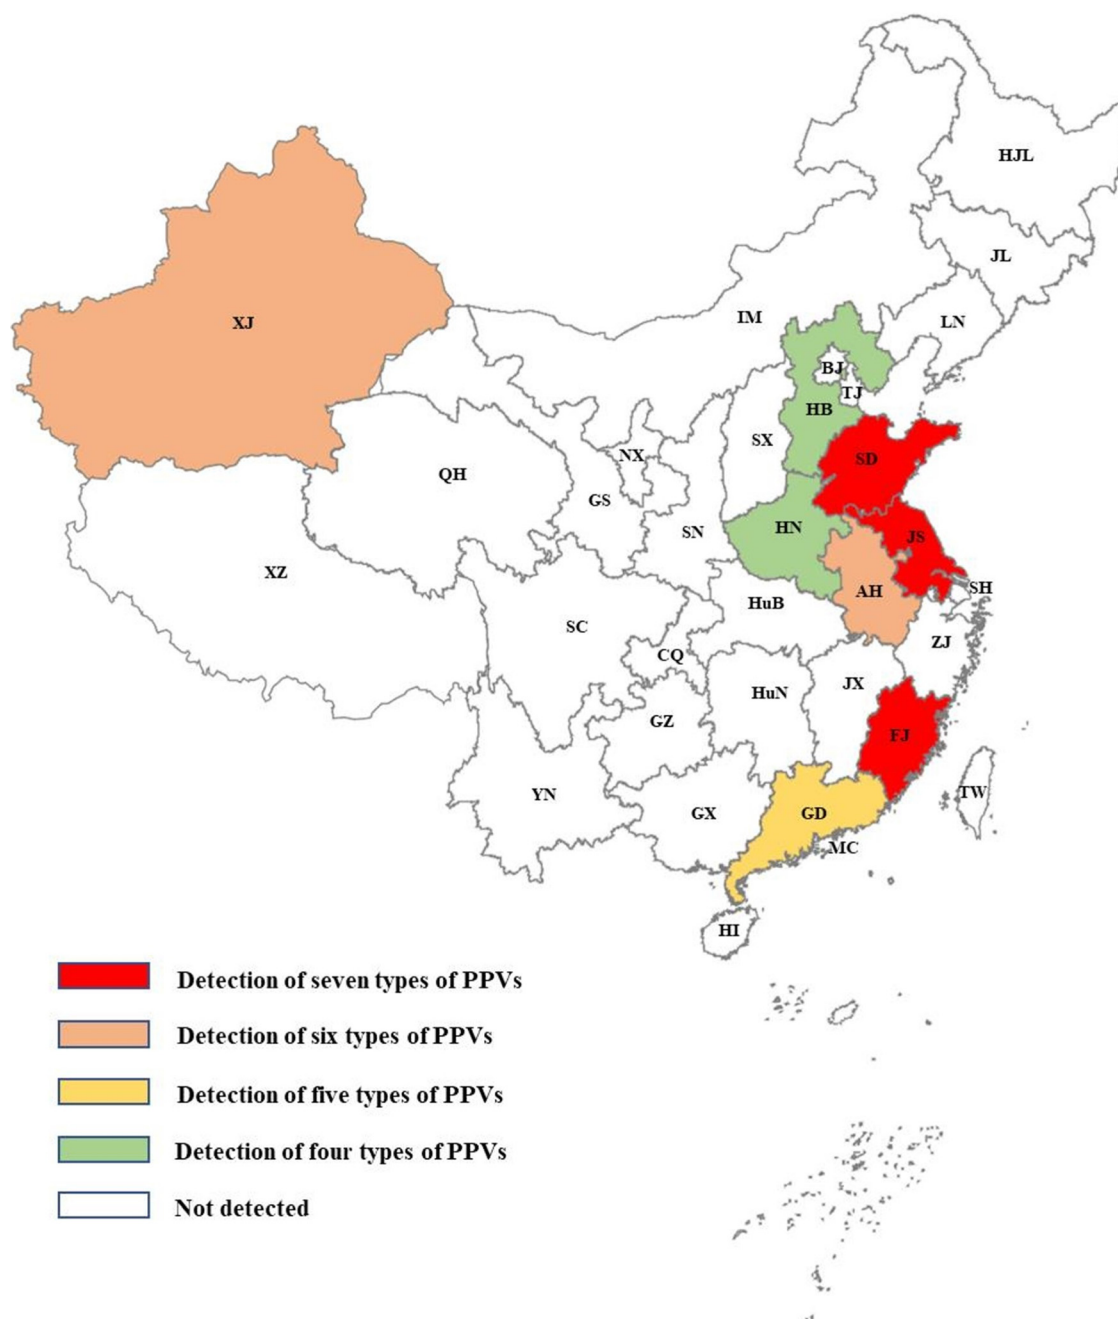 HJL
JL
XJ
IM
LN
BJ
TJ
HB
SX
SD
NX
QH
GS
HN
SN
JS
XZ
AH
SH
HuB
SC
ZJ
CQ
JX
HuN
GZ
FJ
YN
TW
GX
GD
MC
HI
Detection of seven types of PPVs
Detection of six types of PPVs
Detection of five types of PPVs
Detection of four types of PPVs
Not detected